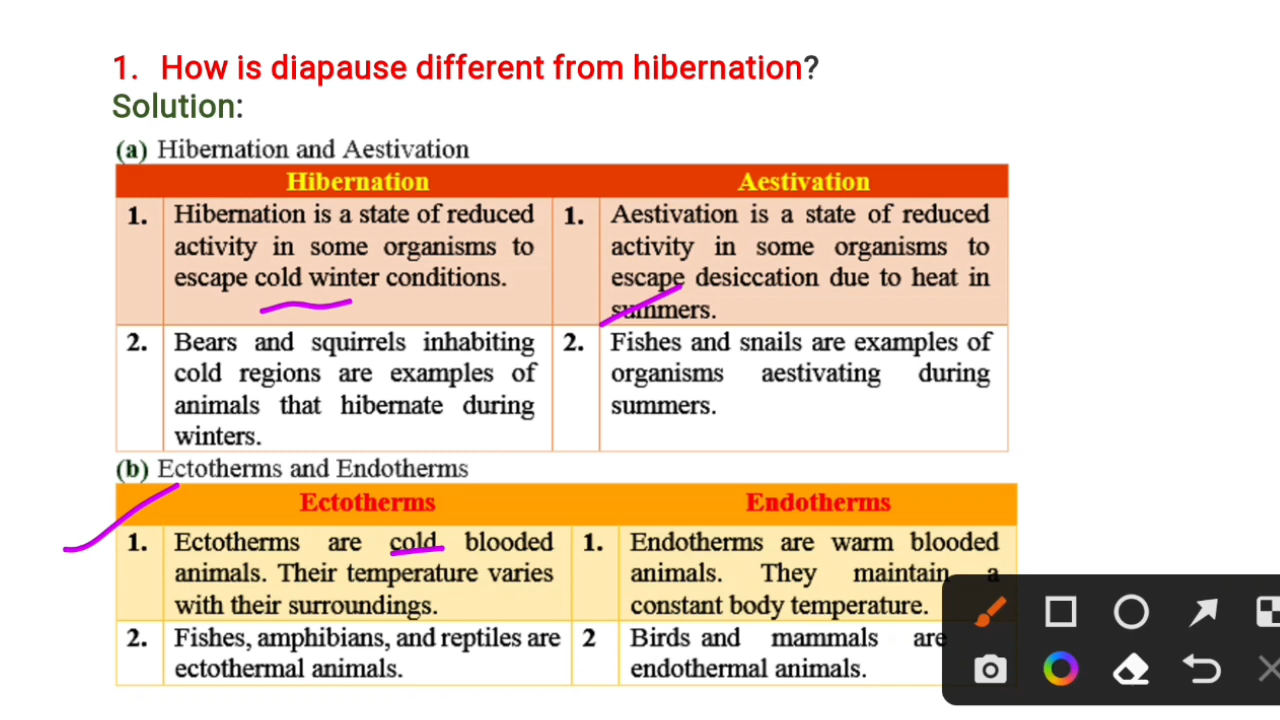 1. How is diapause different from hibernation?
Solution:
(a) Hibernation and Aestivation
Hibernation Aestivation
1. Hibernation is a state of reduced 1. Aestivation is a state of reduced
activity in some organisms to activity in some organisms to
escape cold winter conditions. escape desiccation due to heat in
summers.
2. Bears and squirrels inhabiting 2. Fishes and snails are examples of
cold regions are examples of organisms aestivating during
animals that hibernate during summers.
winters.
(b) Ectotherms and Endotherms
Ectotherms Endotherms
1. Ectotherms are cold blooded 1. Endotherms are warm blooded
animals. Their temperature varies animals. They maintain a
with their surroundings. constant body temperature.
2. Fishes, amphibians, and reptiles are 2 Birds and mammals are
ectothermal animals. endothermal animals.